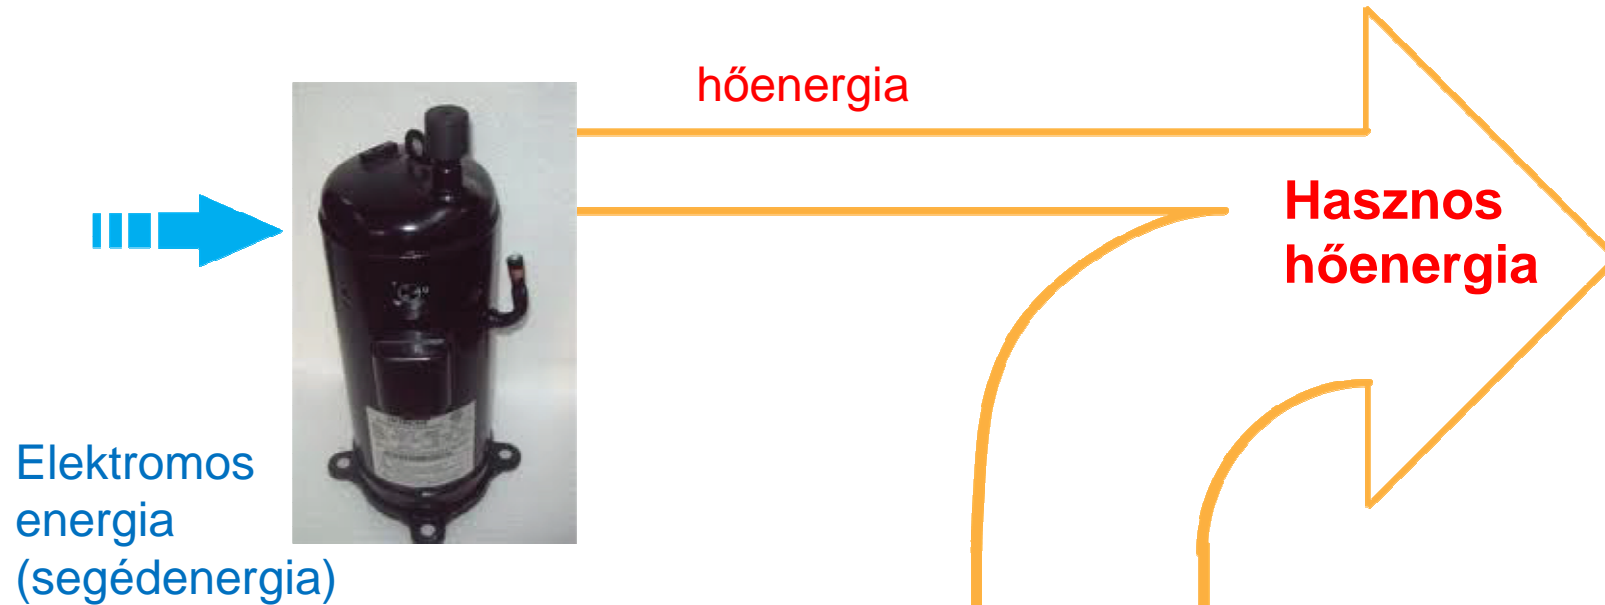 hőenergia
Hasznos
hőenergia
Elektromos
energia
(segédenergia)